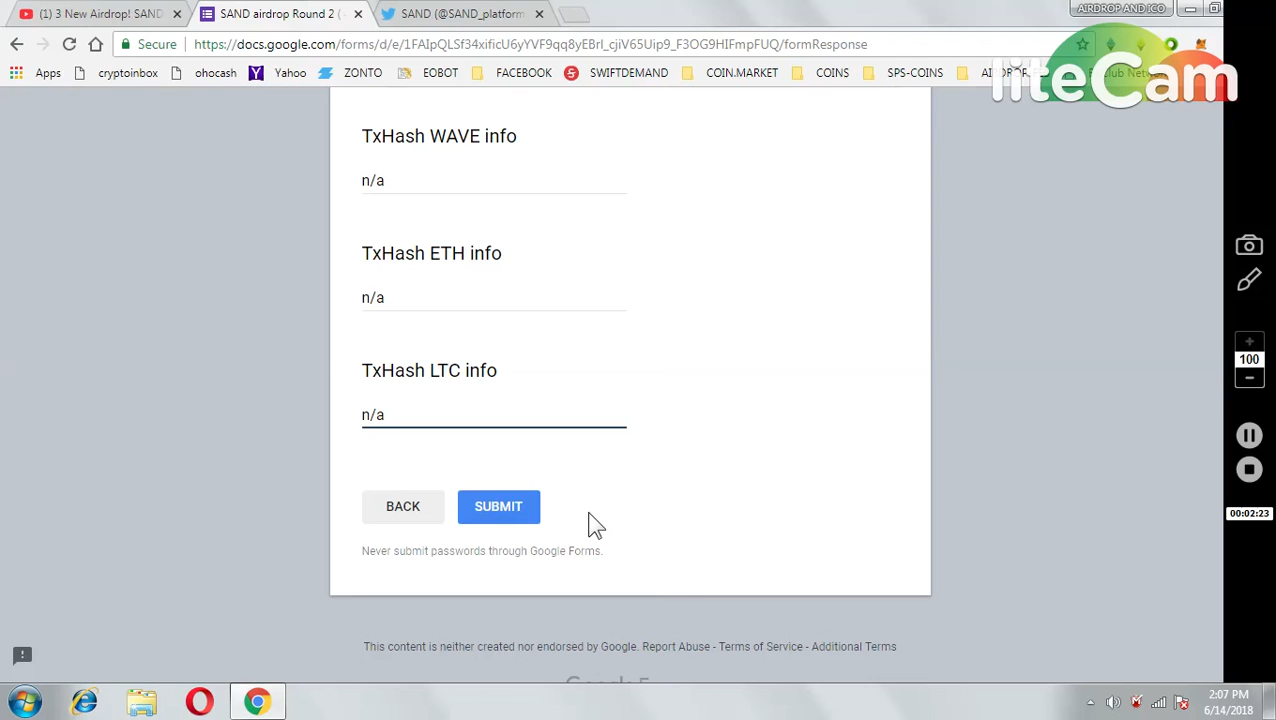 (1) 3 New Airdrop! SAND
SAND airdrop Round 2 (
SAND (@SAND_platform
AIRDROP AND ICO
Secure
https://docs.google.com/forms/d/e/1FAIpQLSf34xificU6yYVF9qq8yEBrI_cjiV65Uip9_F3OG9HIFmpFUQ/formResponse
Apps
cryptoinbox
ohocash
Yahoo
ZONTO
EOBOT
FACEBOOK
SWIFTDEMAND
COIN.MARKET
COINS
SPS-COINS
liteCam
TxHash WAVE info
n/a
TxHash ETH info
n/a
TxHash LTC info
n/a
100
BACK
SUBMIT
00:02:23
Never submit passwords through Google Forms.
This content is neither created nor endorsed by Google. Report Abuse - Terms of Service - Additional Terms
2:07 PM
6/14/2018